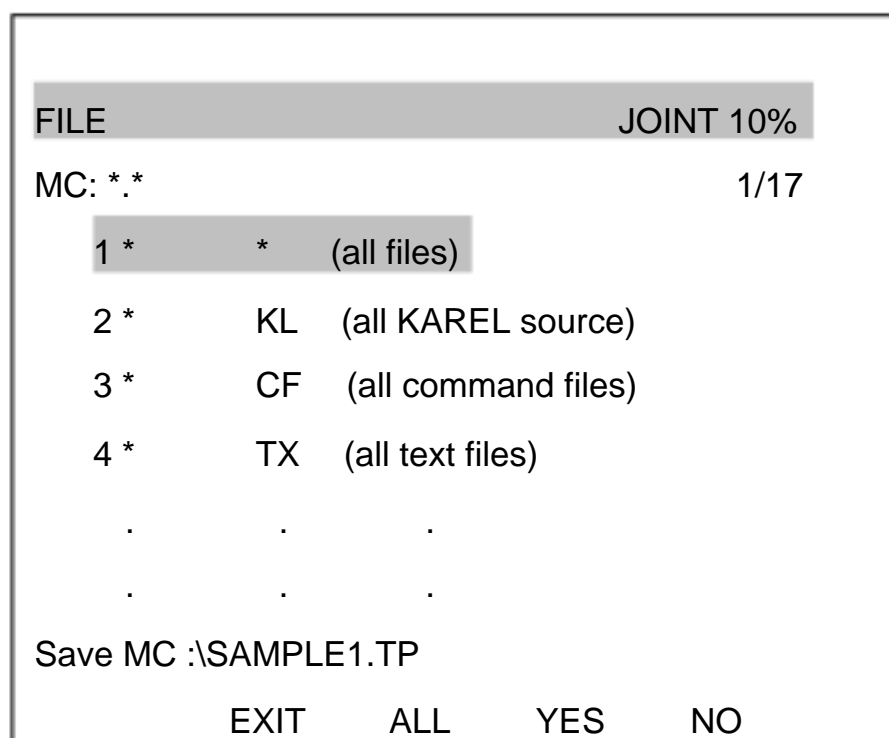 FILE JOINT 10%
MC: *.* 1/17
1 * * (all files)
2 * KL (all KAREL source)
3 * CF (all command files)
4 * TX (all text files)
. . .
. . .
Save MC :\SAMPLE1.TP
EXIT ALL YES NO